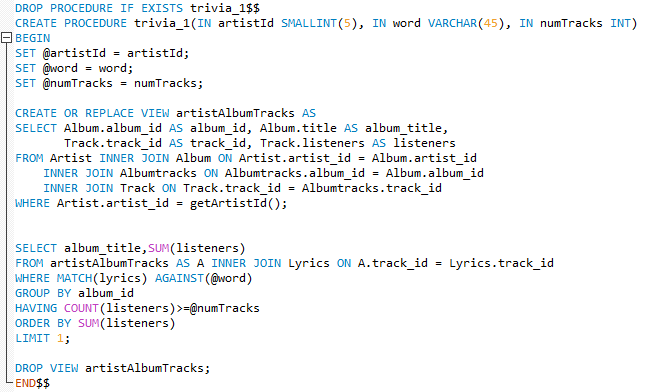 DROP PROCEDURE IF EXISTS trivia_1$$
CREATE PROCEDURE trivia_1(IN artistId SMALLINT(5), IN word VARCHAR(45), IN numTracks INT)
BEGIN
SET @artistId = artistId;
SET @word = word;
SET @numTracks = numTracks;

CREATE OR REPLACE VIEW artistAlbumTracks AS
SELECT Album.album_id AS album_id, Album.title AS album_title,
       Track.track_id AS track_id, Track.listeners AS listeners
FROM Artist INNER JOIN Album ON Artist.artist_id = Album.artist_id
    INNER JOIN Albumtracks ON Albumtracks.album_id = Album.album_id
    INNER JOIN Track ON Track.track_id = Albumtracks.track_id
WHERE Artist.artist_id = getArtistId();

SELECT album_title,SUM(listeners)
FROM artistAlbumTracks AS A INNER JOIN Lyrics ON A.track_id = Lyrics.track_id
WHERE MATCH(lyrics) AGAINST(@word)
GROUP BY album_id
HAVING COUNT(listeners)>=@numTracks
ORDER BY SUM(listeners)
LIMIT 1;

DROP VIEW artistAlbumTracks;
END$$